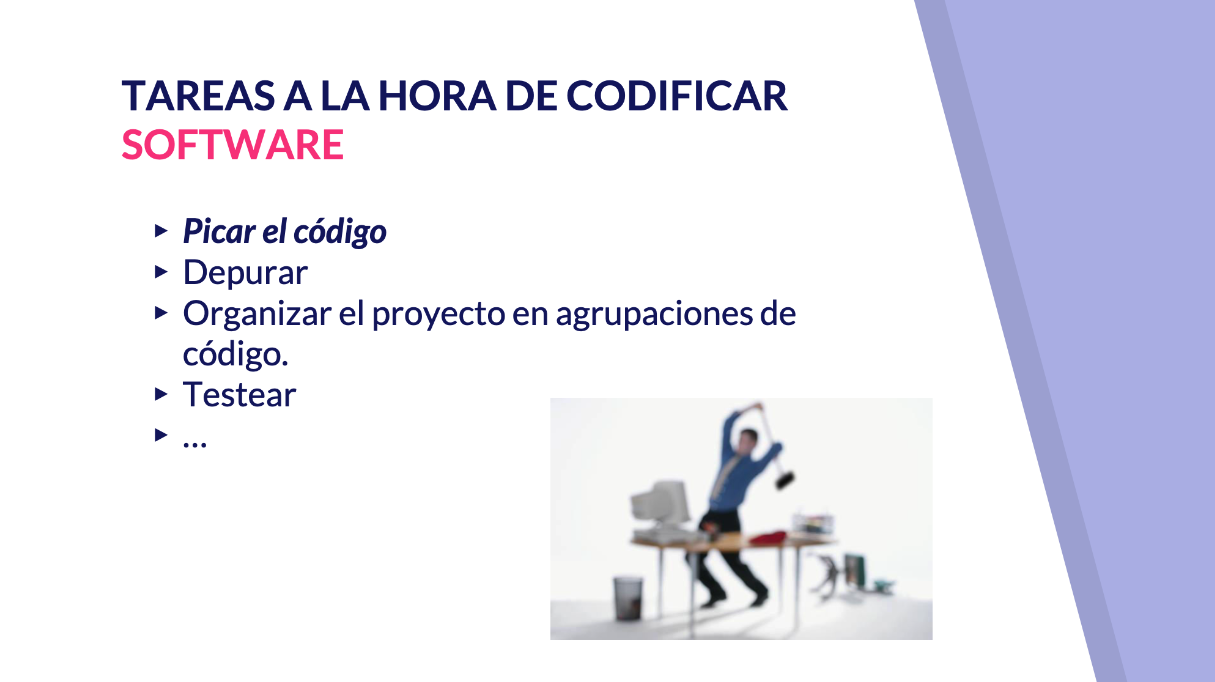 TAREAS A LA HORA DE CODIFICAR
SOFTWARE
▸ Picar el código
▸ Depurar
▸ Organizar el proyecto en agrupaciones de
código.
▸ Testear
▸ ...